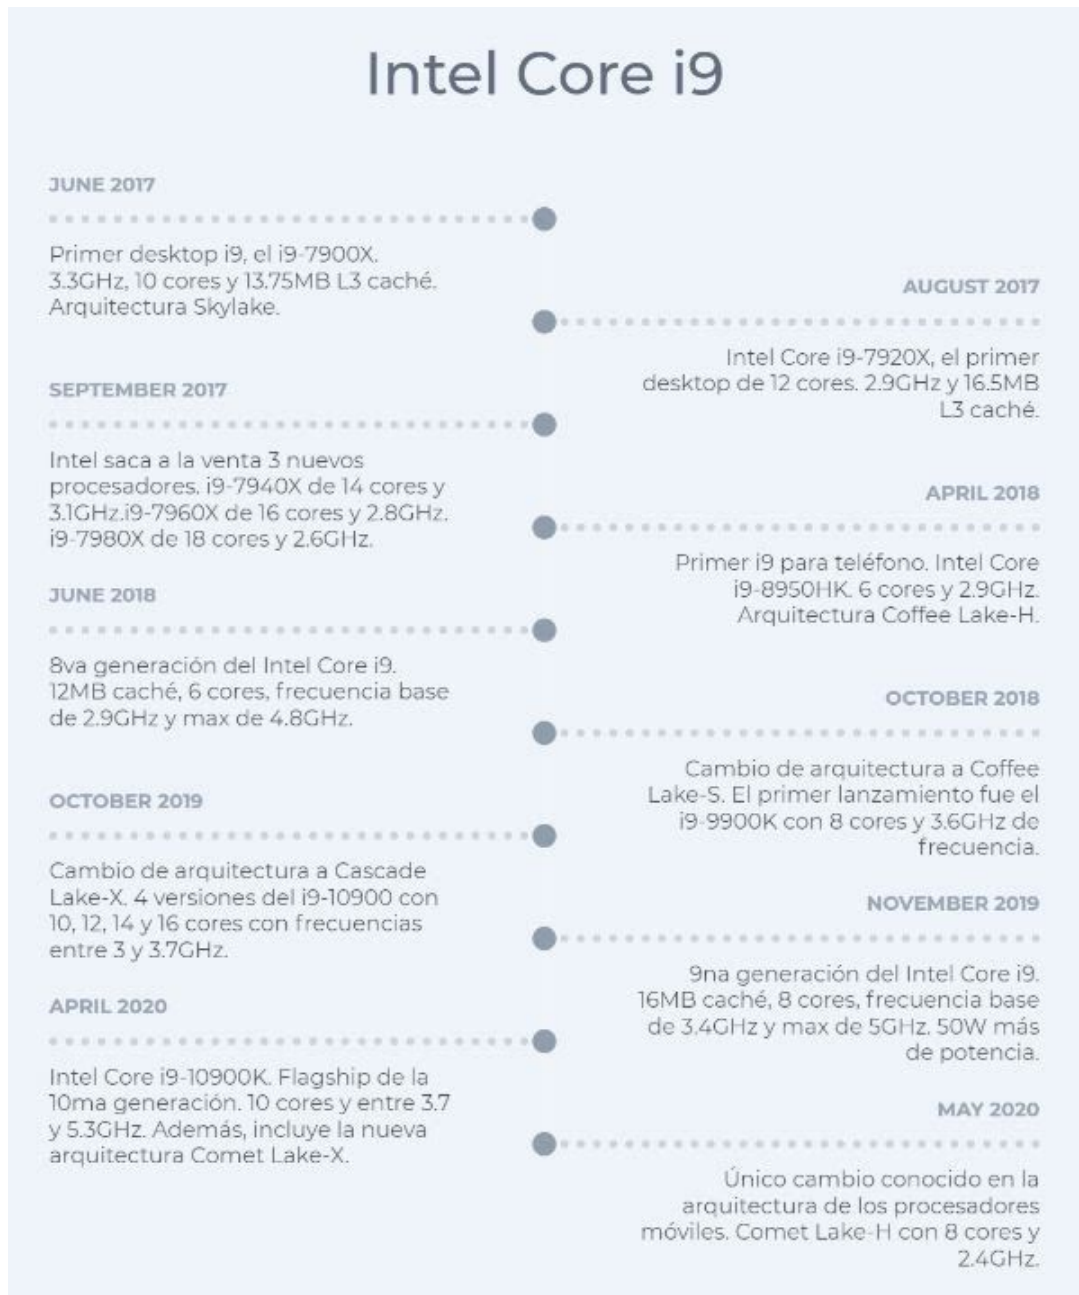 Intel Core i9
JUNE 2017
Primer desktop i9, el i9-7900X.
3.3GHz, 10 cores y 13.75MB L3 caché.
Arquitectura Skylake.
AUGUST 2017
Intel Core i9-7920X, el primer
desktop de 12 cores. 2.9GHz y 16.5MB
L3 caché.
SEPTEMBER 2017
Intel saca a la venta 3 nuevos
procesadores. i9-7940X de 14 cores y
3.1GHz.i9-7960X de 16 cores y 2.8GHz.
i9-7980X de 18 cores y 2.6GHz.
APRIL 2018
Primer i9 para teléfono. Intel Core
i9-8950HK. 6 cores y 2.9GHz.
Arquitectura Coffee Lake-H.
JUNE 2018
8va generación del Intel Core i9.
12MB caché, 6 cores, frecuencia base
de 2.9GHz y max de 4.8GHz.
OCTOBER 2018
Cambio de arquitectura a Coffee
Lake-S. El primer lanzamiento fue el
i9-9900K con 8 cores y 3.6GHz de
frecuencia.
OCTOBER 2019
Cambio de arquitectura a Cascade
Lake-X. 4 versiones del i9-10900 con
10, 12, 14 y 16 cores con frecuencias
entre 3 y 3.7GHz.
NOVEMBER 2019
9na generación del Intel Core i9.
16MB caché, 8 cores, frecuencia base
de 3.4GHz y max de 5GHz. 50W más
de potencia.
APRIL 2020
Intel Core i9-10900K. Flagship de la
10ma generación. 10 cores y entre 3.7
y 5.3GHz. Además, incluye la nueva
arquitectura Comet Lake-X.
MAY 2020
Único cambio conocido en la
arquitectura de los procesadores
móviles. Comet Lake-H con 8 cores y
2.4GHz.